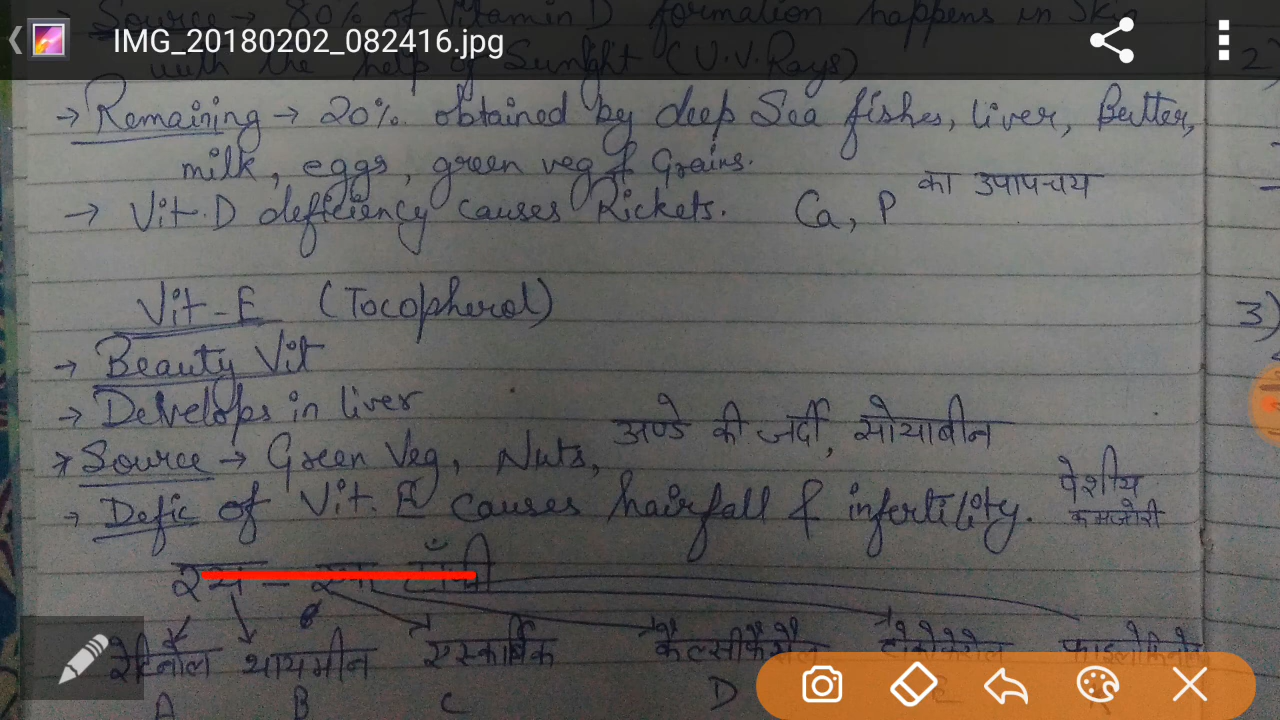 → Source → 80% of Vitamin D formation happens in Skin
IMG_20180202_082416.jpg
with the help of Sunlight (U.V.Rays)
→ Remaining → 20% obtained by deep Sea fishes, liver, Butter,
milk, eggs, green veg & Grains.
→ Vit.D defficiency causes Rickets. Ca, P का उपापचय
Vit-E (Tocopherol)
→ Beauty Vit
→ Develops in liver
→ Source → Green Veg, Nuts, अण्डे की जर्दी, सोयाबीन
→ Defic of Vit. E causes hairfall & infertility. पेशीय कमजोरी
टॉफी
रेटिनॉल थायमीन एस्कार्बिक
A B C D
2)
3)